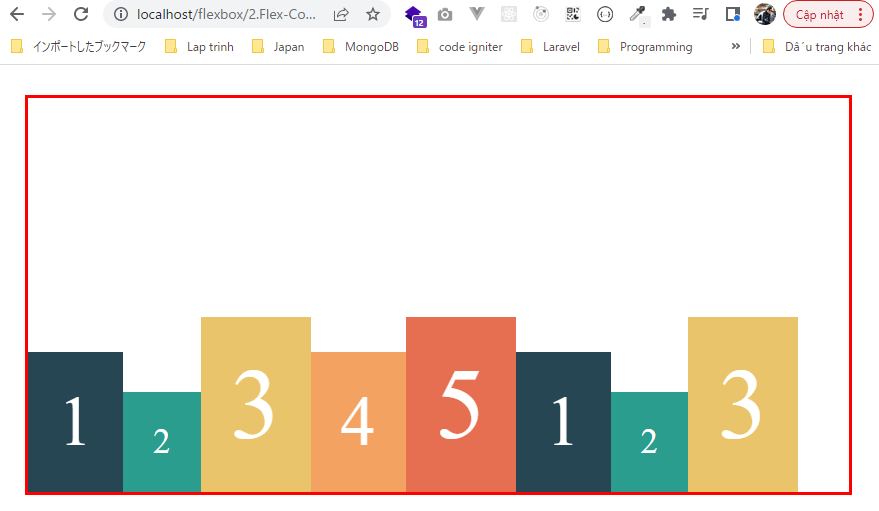 localhost/flexbox/2.Flex-Co...
12
Cập nhật
インポートしたブックマーク Lap trinh Japan MongoDB code igniter Laravel Programming » Dấu trang khác
1 2 3 4 5 1 2 3